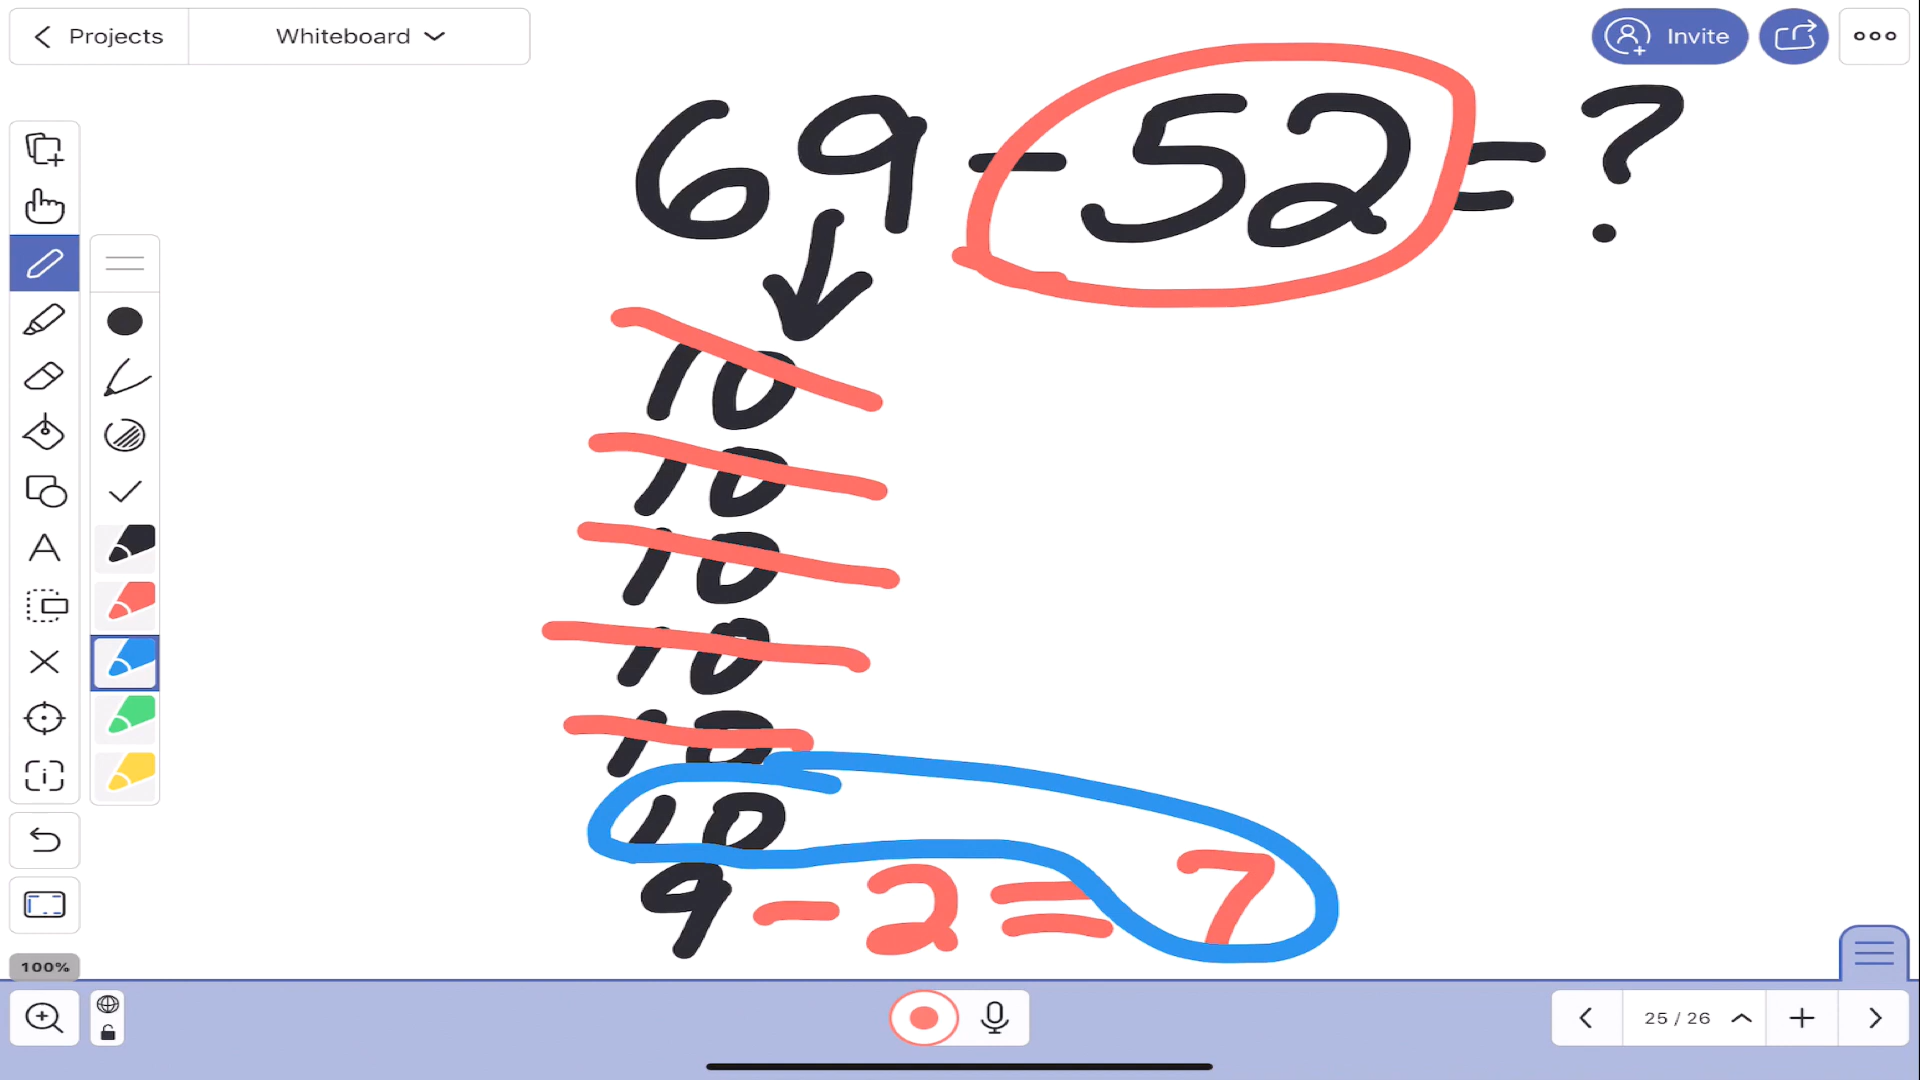 Projects
Whiteboard
Invite
69 - 52 = ?
10
10
10
10
10
10
9 - 2 = 7
A
100%
25 / 26